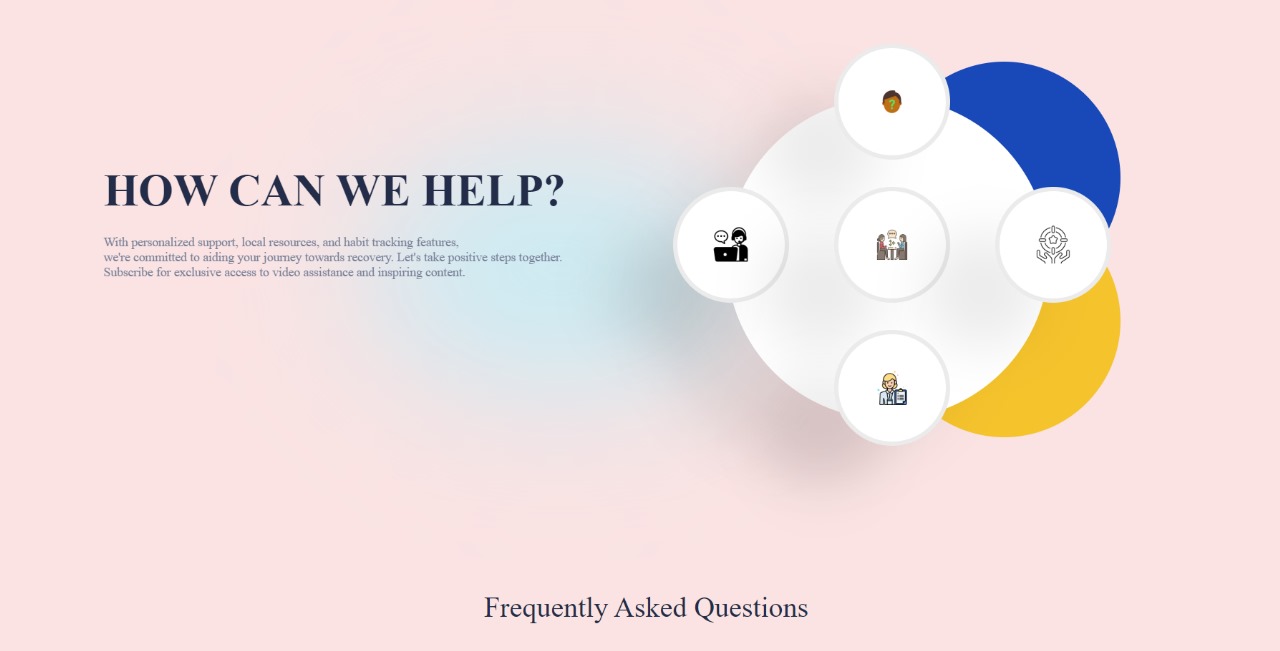 HOW CAN WE HELP?
With personalized support, local resources, and habit tracking features,
we're committed to aiding your journey towards recovery. Let's take positive steps together.
Subscribe for exclusive access to video assistance and inspiring content.
Frequently Asked Questions